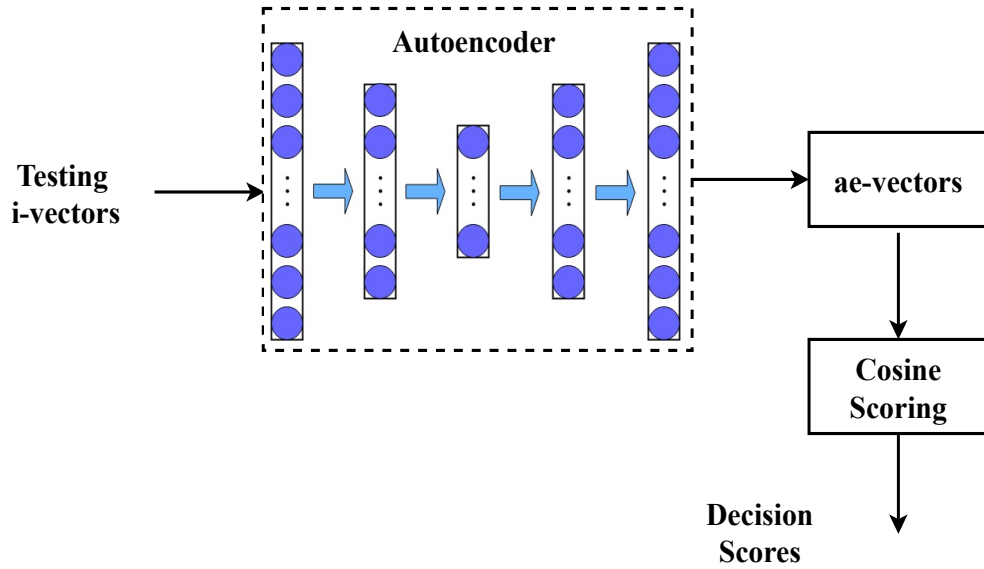 Autoencoder
Testing
i-vectors
ae-vectors
Cosine
Scoring
Decision
Scores